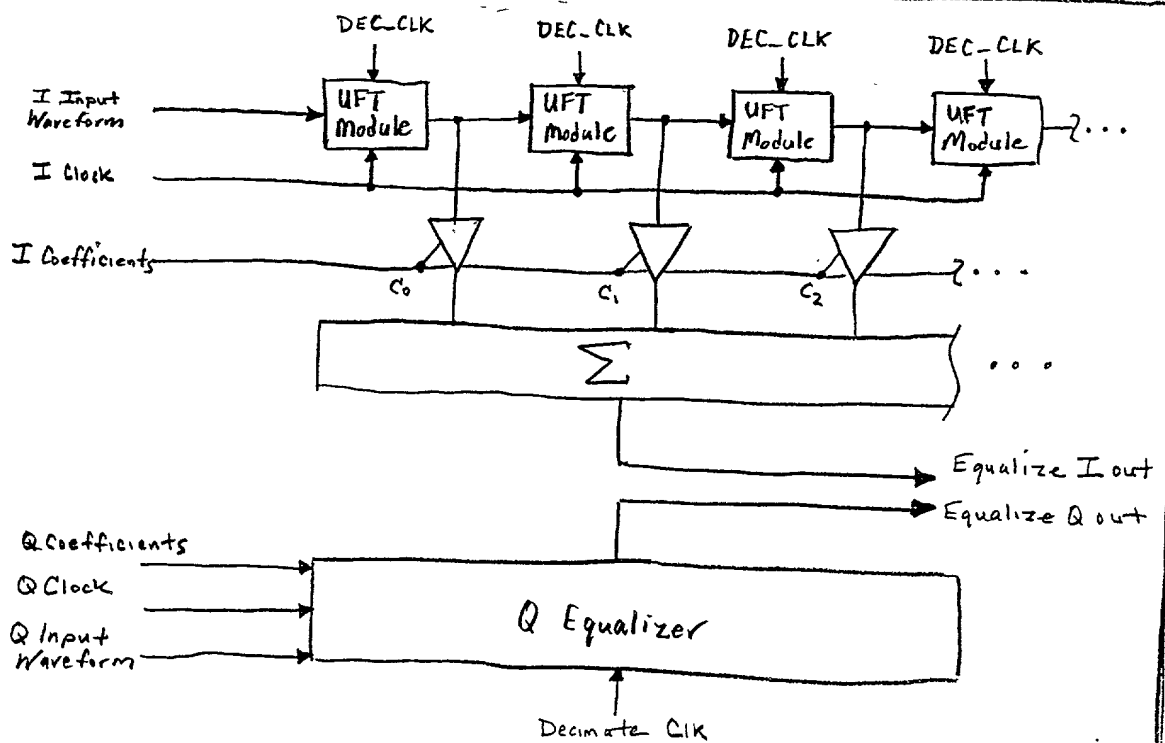 DEC_CLK
DEC_CLK
DEC_CLK
DEC_CLK
I Input
Waveform
UFT
Module
UFT
Module
UFT
Module
UFT
Module
...
I Clock
I Coefficients
C0
C1
C2
...
Σ
...
Equalize I out
Equalize Q out
Q Coefficients
Q Clock
Q Input
Waveform
Q Equalizer
Decimate Clk